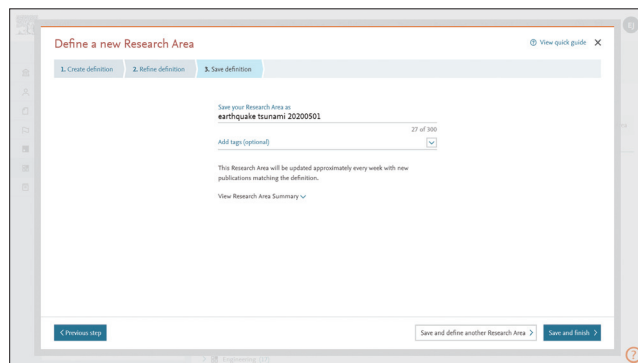 Define a new Research Area
View quick guide
1. Create definition
2. Refine definition
3. Save definition
Save your Research Area as
earthquake tsunami 20200501
27 of 300
Add tags (optional)
This Research Area will be updated approximately every week with new
publications matching the definition.
View Research Area Summary
Previous step
Save and define another Research Area
Save and finish